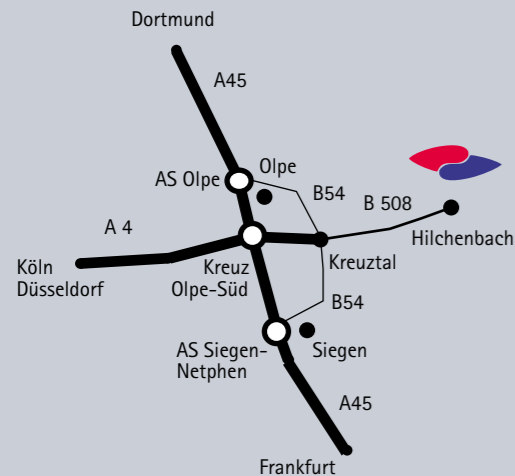 Dortmund
A45
Olpe
AS Olpe
B54
B 508
A 4
Hilchenbach
Kreuz
Olpe-Süd
Kreuztal
Köln
Düsseldorf
B54
AS Siegen-
Netphen
Siegen
A45
Frankfurt